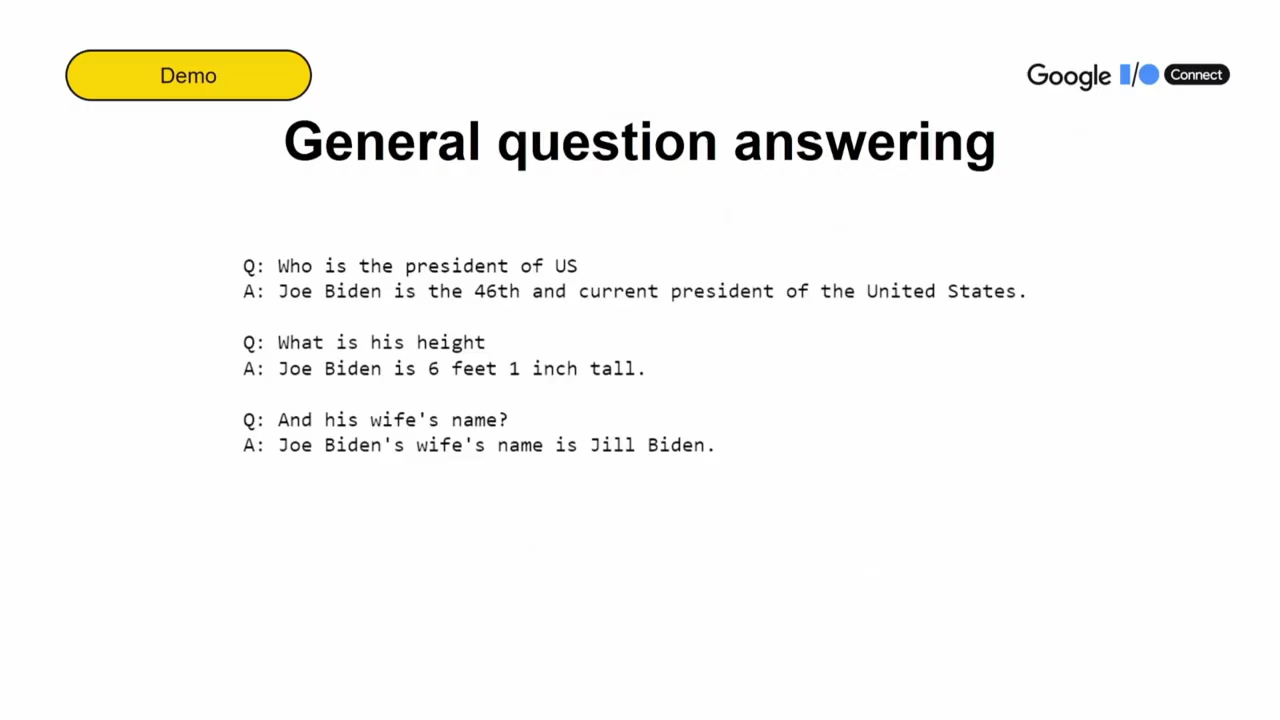 Demo
Google I/O Connect
General question answering
Q: Who is the president of US
A: Joe Biden is the 46th and current president of the United States.
Q: What is his height
A: Joe Biden is 6 feet 1 inch tall.
Q: And his wife's name?
A: Joe Biden's wife's name is Jill Biden.